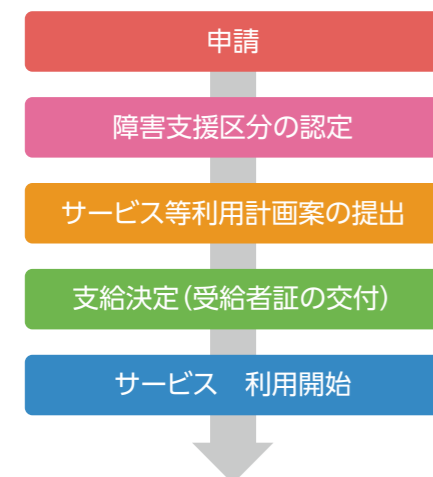 申請
障害支援区分の認定
サービス等利用計画案の提出
支給決定（受給者証の交付）
サービス　利用開始